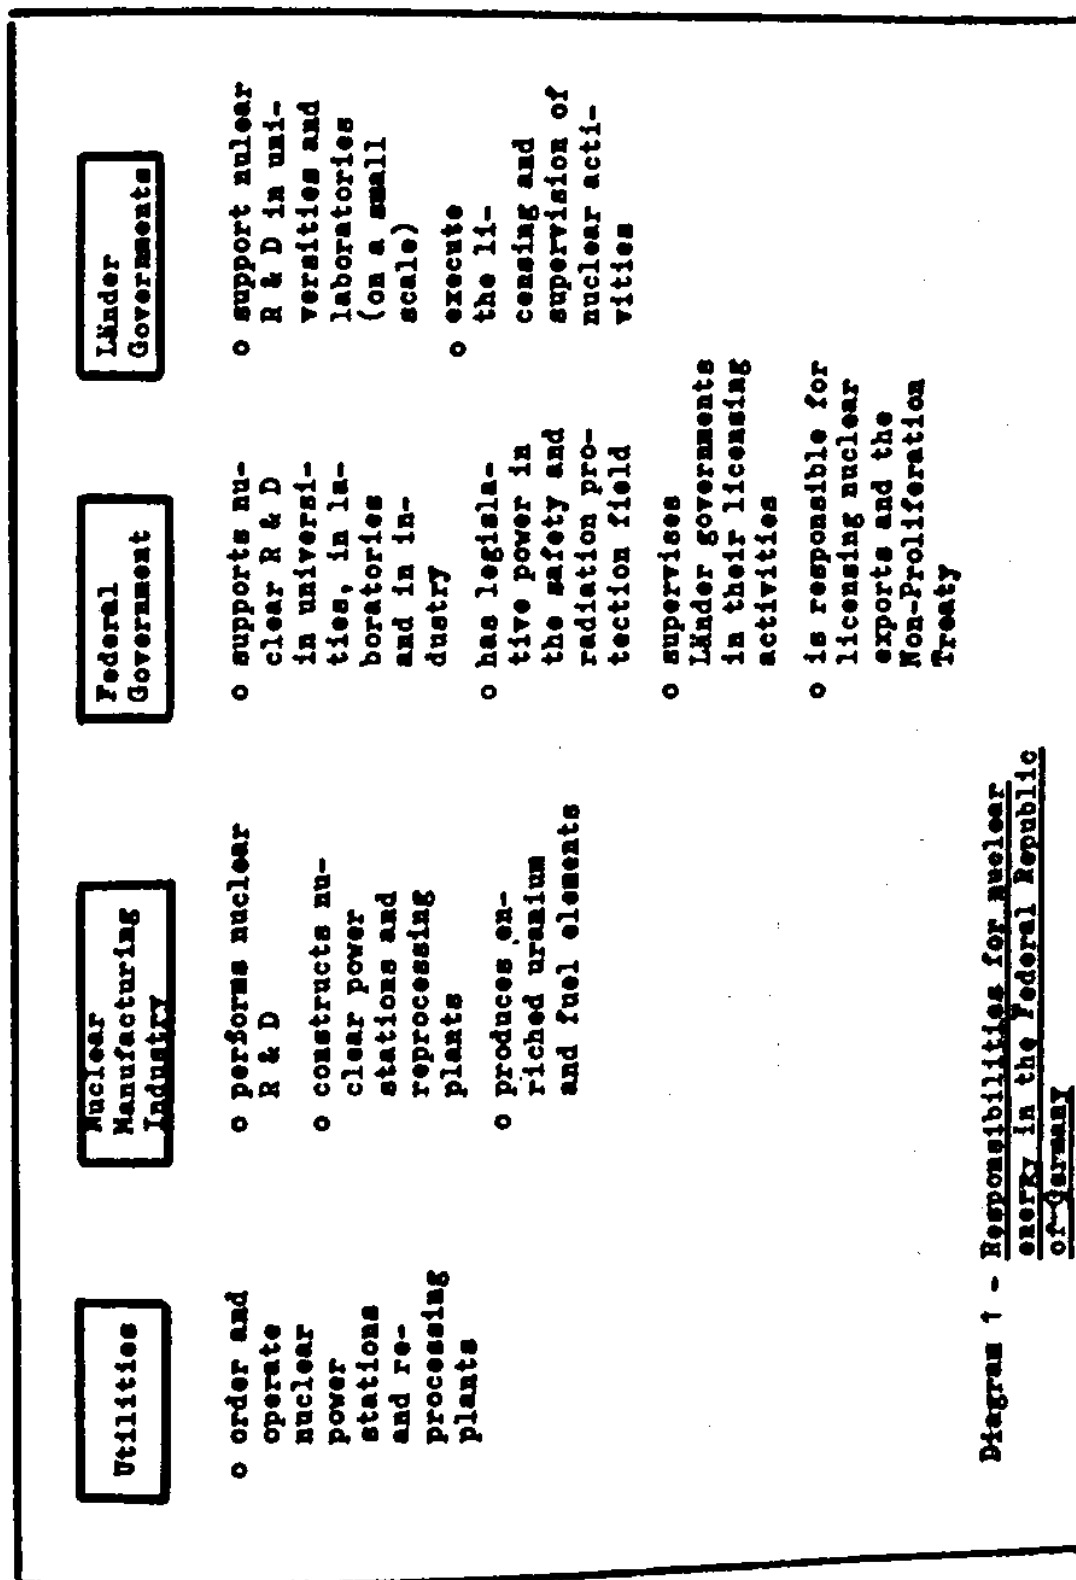 Utilities
o order and
operate
nuclear
power
stations
and re-
processing
plants
Nuclear
Manufacturing
Industry
o performs nuclear
R & D
o constructs nu-
clear power
stations and
reprocessing
plants
o produces en-
riched uranium
and fuel elements
Federal
Government
o supports nu-
clear R & D
in universi-
ties, in la-
boratories
and in in-
dustry
o has legisla-
tive power in
the safety and
radiation pro-
tection field
o supervises
Länder governments
in their licensing
activities
o is responsible for
licensing nuclear
exports and the
Non-Proliferation
Treaty
Länder
Governments
o support nulear
R & D in uni-
versities and
laboratories
(on a small
scale)
o execute
the li-
censing and
supervision of
nuclear acti-
vities
Diagram 1 - Responsibilities for nuclear
energy in the Federal Republic
of Germany